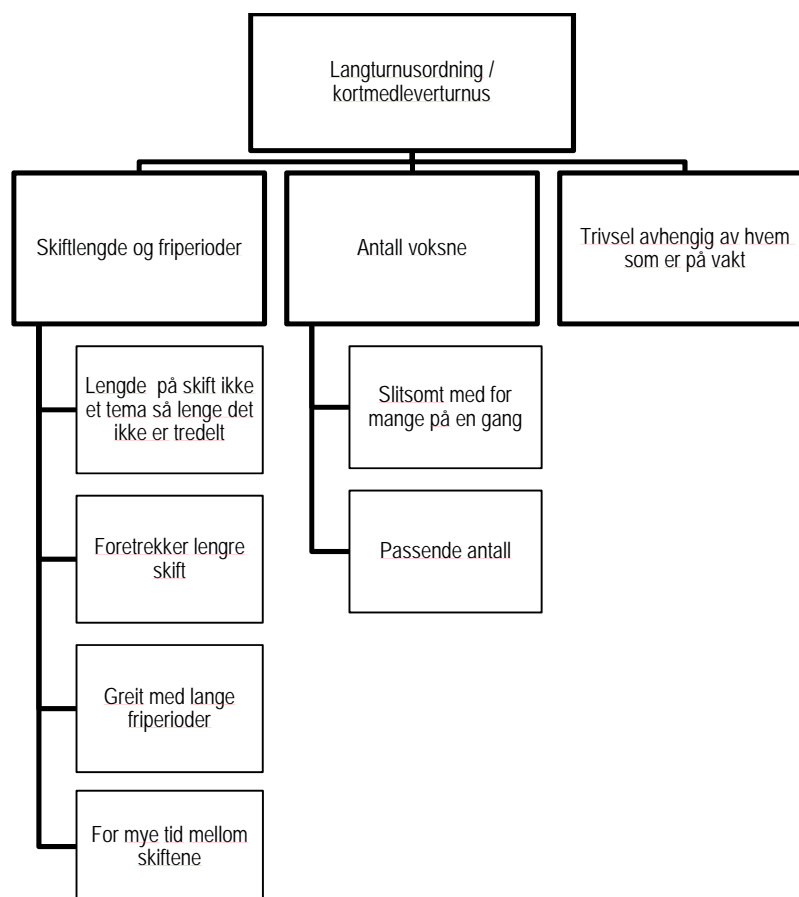 Langturnusordning /
kortmedleverturnus
Skiftlengde og friperioder
Antall voksne
Trivsel avhengig av hvem
som er på vakt
Lengde på skift ikke
et tema så lenge det
ikke er tredelt
Foretrekker lengre
skift
Greit med lange
friperioder
For mye tid mellom
skiftene
Slitsomt med for
mange på en gang
Passende antall